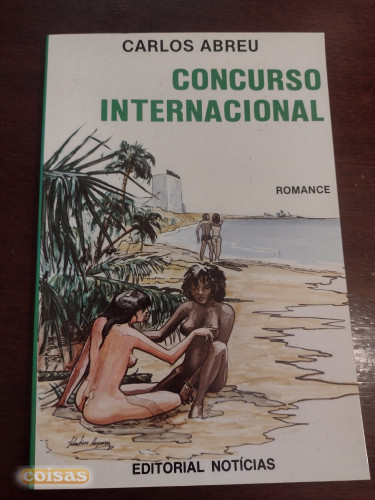 CARLOS ABREU
CONCURSO
INTERNACIONAL
ROMANCE
EDITORIAL NOTÍCIAS
coisas